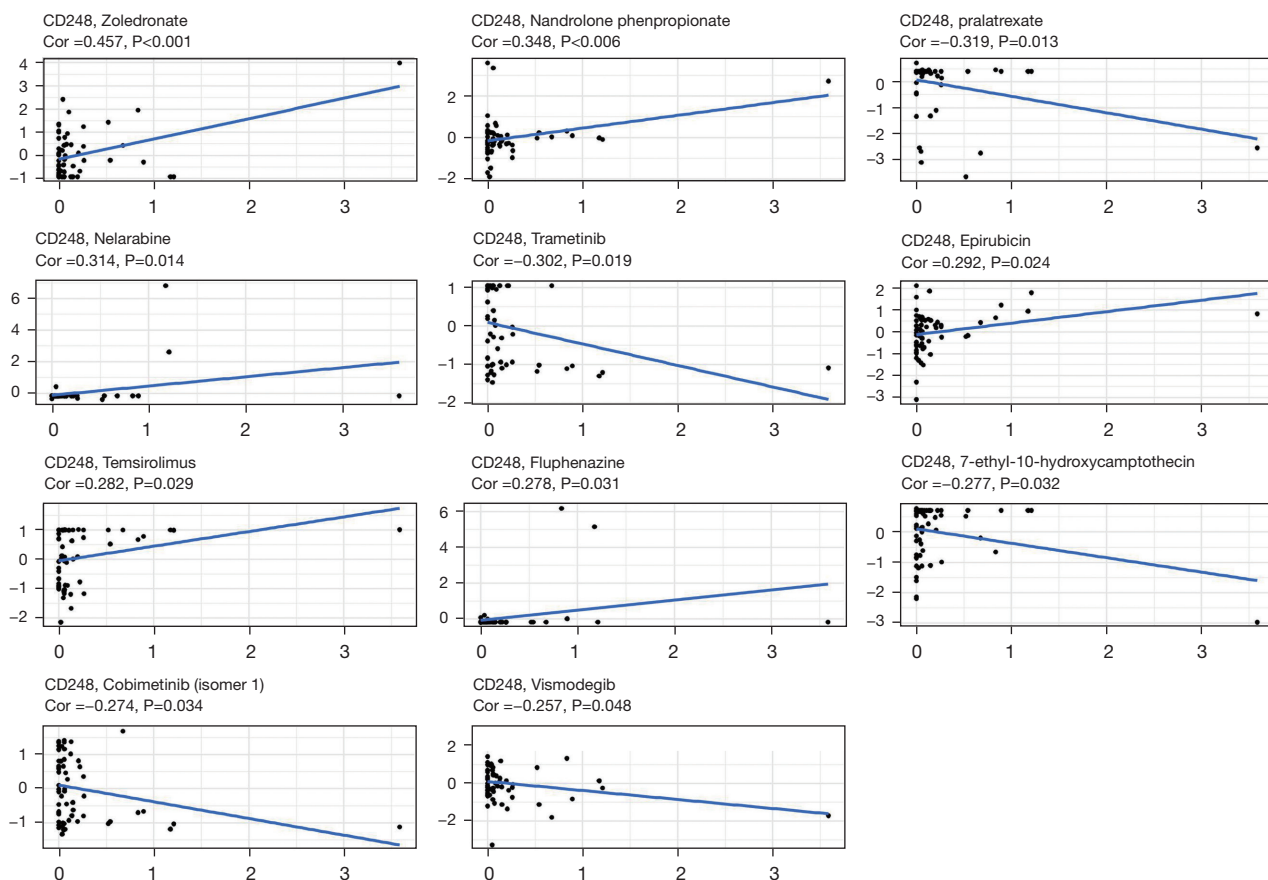 CD248, Zoledronate
Cor =0.457, P<0.001
4
3
2
1
0
−1
0 1 2 3
CD248, Nandrolone phenpropionate
Cor =0.348, P<0.006
2
0
−2
0 1 2 3
CD248, pralatrexate
Cor =−0.319, P=0.013
0
−1
−2
−3
0 1 2 3
CD248, Nelarabine
Cor =0.314, P=0.014
6
4
2
0
0 1 2 3
CD248, Trametinib
Cor =−0.302, P=0.019
1
0
−1
−2
0 1 2 3
CD248, Epirubicin
Cor =0.292, P=0.024
2
1
0
−1
−2
−3
0 1 2 3
CD248, Temsirolimus
Cor =0.282, P=0.029
1
0
−1
−2
0 1 2 3
CD248, Fluphenazine
Cor =0.278, P=0.031
6
4
2
0
0 1 2 3
CD248, 7-ethyl-10-hydroxycamptothecin
Cor =−0.277, P=0.032
0
−1
−2
−3
0 1 2 3
CD248, Cobimetinib (isomer 1)
Cor =−0.274, P=0.034
1
0
−1
0 1 2 3
CD248, Vismodegib
Cor =−0.257, P=0.048
2
0
−2
0 1 2 3